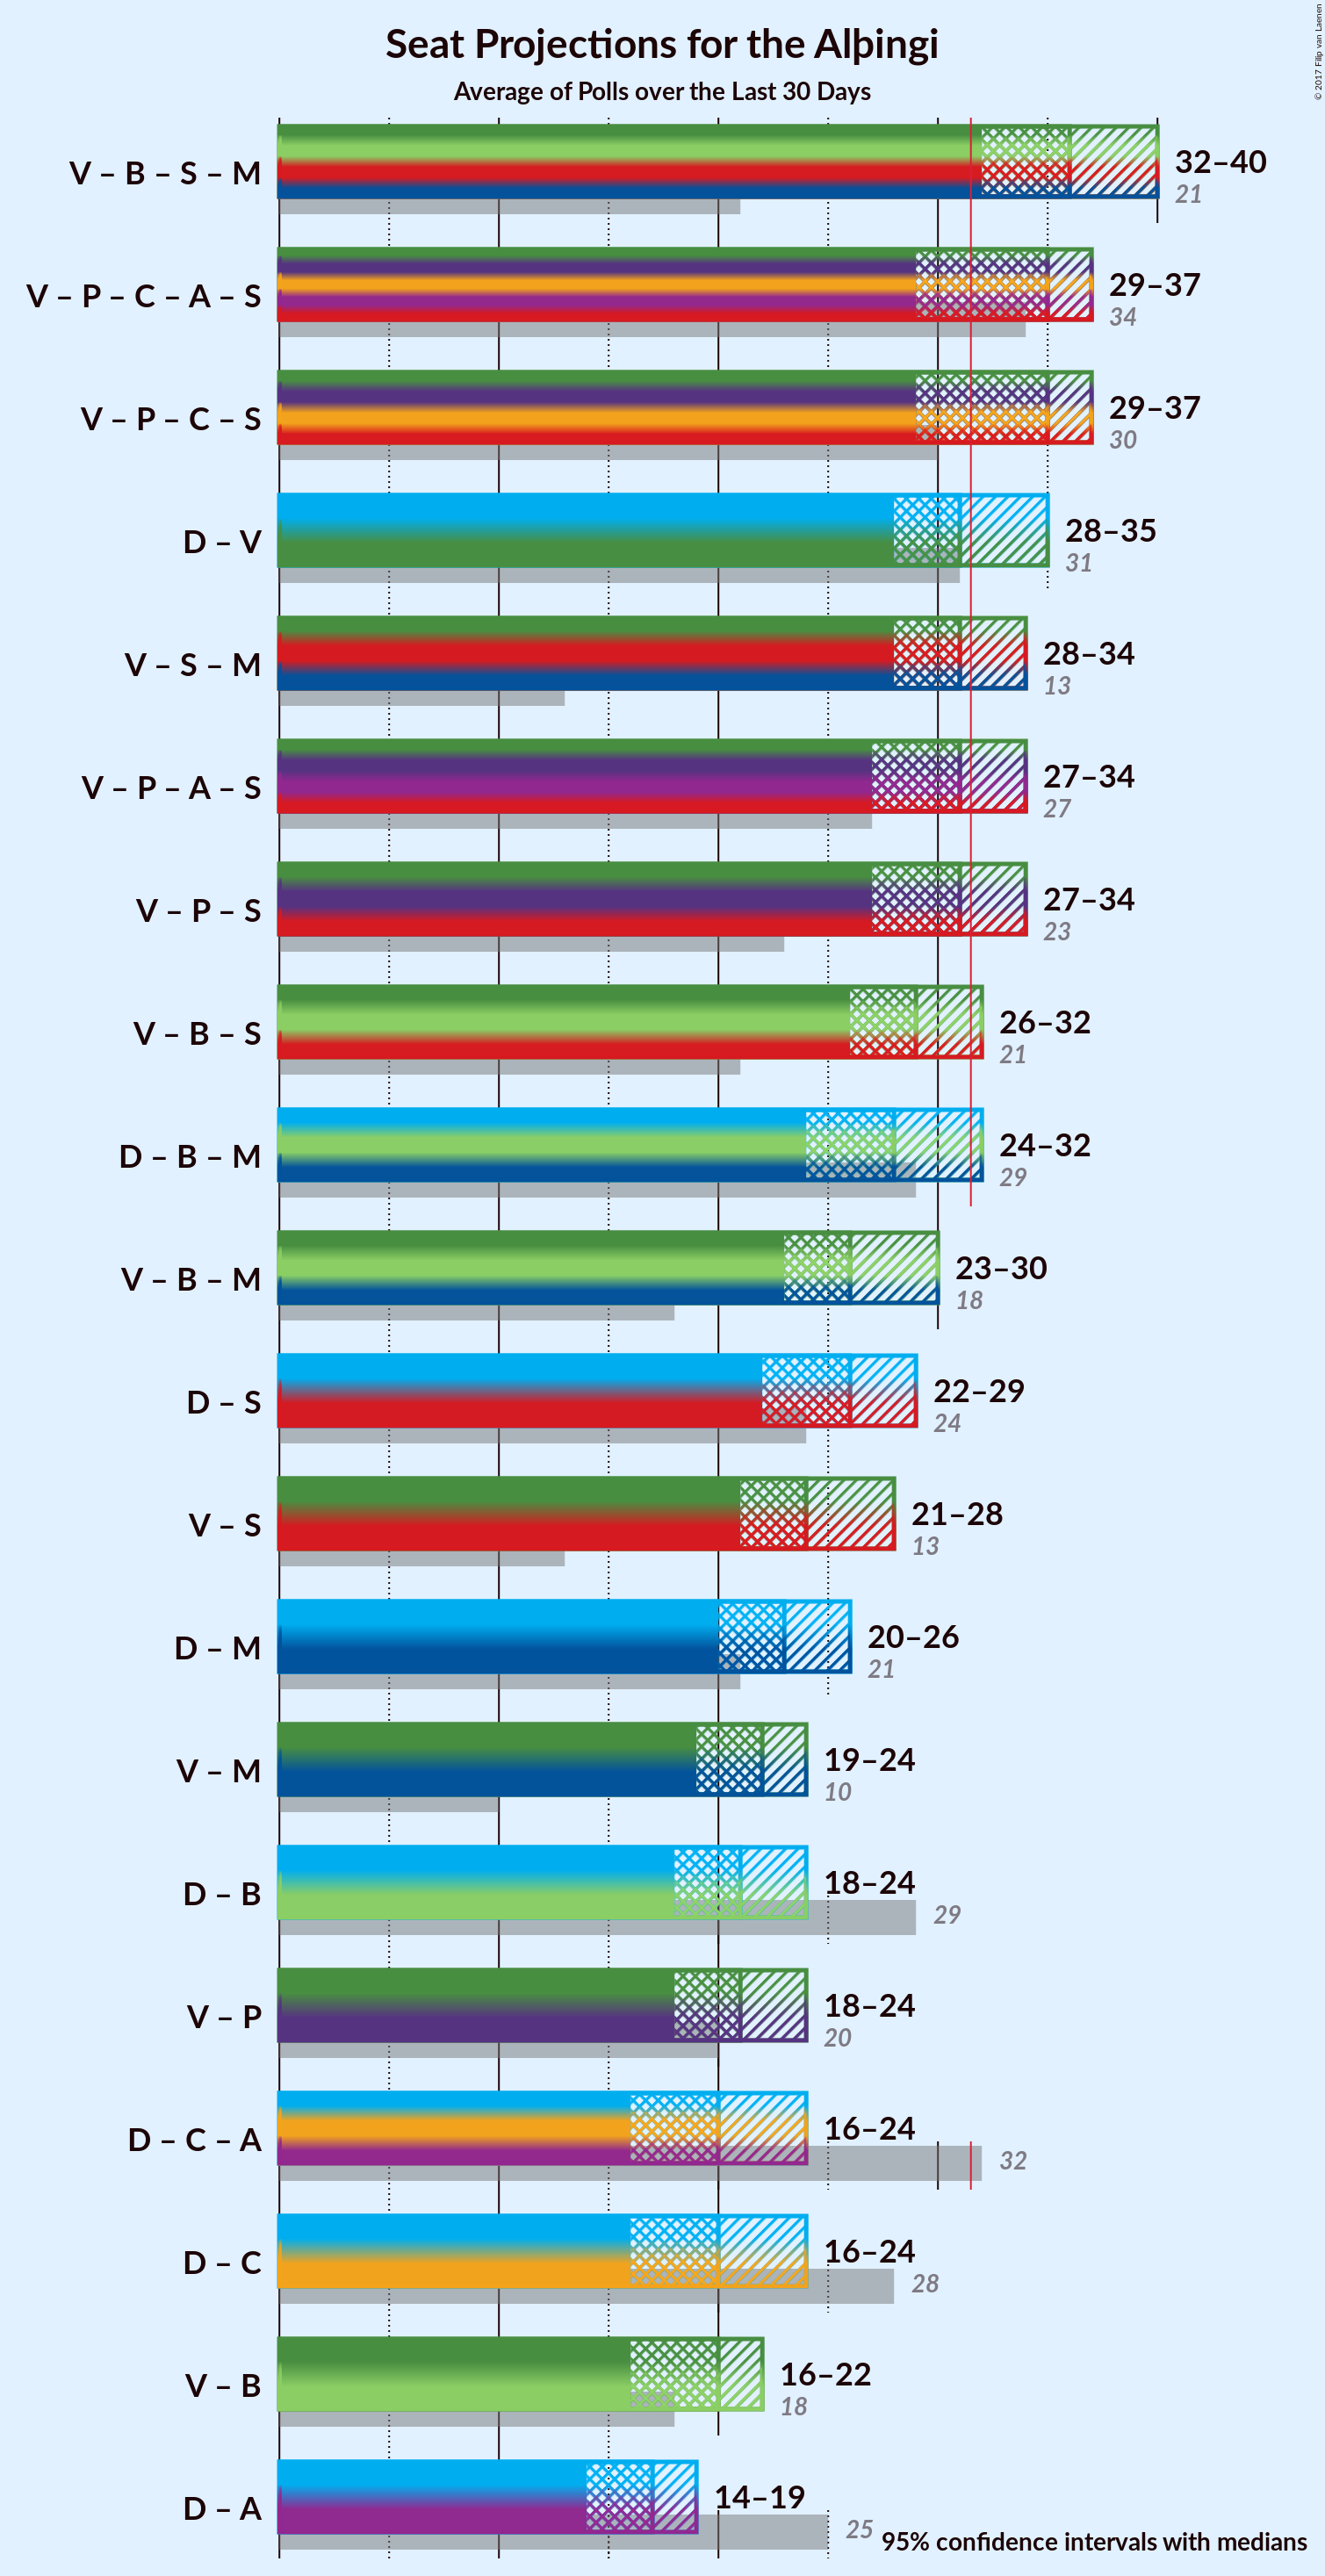 Seat Projections for the Alþingi
Average of Polls over the Last 30 Days
© 2017 Filip van Laenen
V – B – S – M
32–40
21
V – P – C – A – S
29–37
34
V – P – C – S
29–37
30
D – V
28–35
31
V – S – M
28–34
13
V – P – A – S
27–34
27
V – P – S
27–34
23
V – B – S
26–32
21
D – B – M
24–32
29
V – B – M
23–30
18
D – S
22–29
24
V – S
21–28
13
D – M
20–26
21
V – M
19–24
10
D – B
18–24
29
V – P
18–24
20
D – C – A
16–24
32
D – C
16–24
28
V – B
16–22
18
D – A
14–19
25
95% confidence intervals with medians